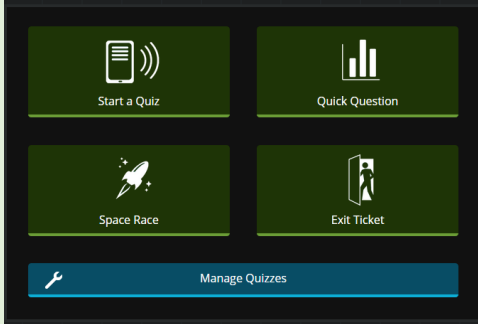 Start a Quiz
Quick Question
Space Race
Exit Ticket
Manage Quizzes